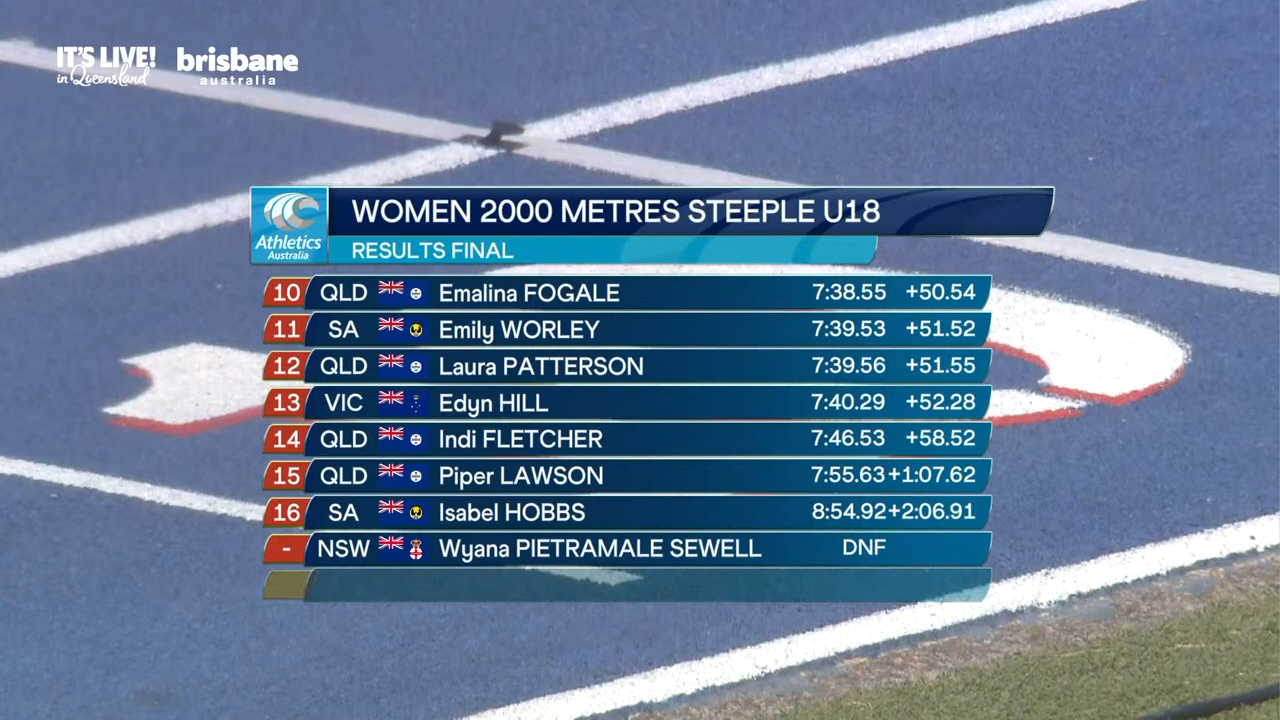 IT'S LIVE!
in Queensland
brisbane
australia
Athletics
Australia
WOMEN 2000 METRES STEEPLE U18
RESULTS FINAL
10 QLD Emalina FOGALE 7:38.55 +50.54
11 SA Emily WORLEY 7:39.53 +51.52
12 QLD Laura PATTERSON 7:39.56 +51.55
13 VIC Edyn HILL 7:40.29 +52.28
14 QLD Indi FLETCHER 7:46.53 +58.52
15 QLD Piper LAWSON 7:55.63 +1:07.62
16 SA Isabel HOBBS 8:54.92 +2:06.91
- NSW Wyana PIETRAMALE SEWELL DNF